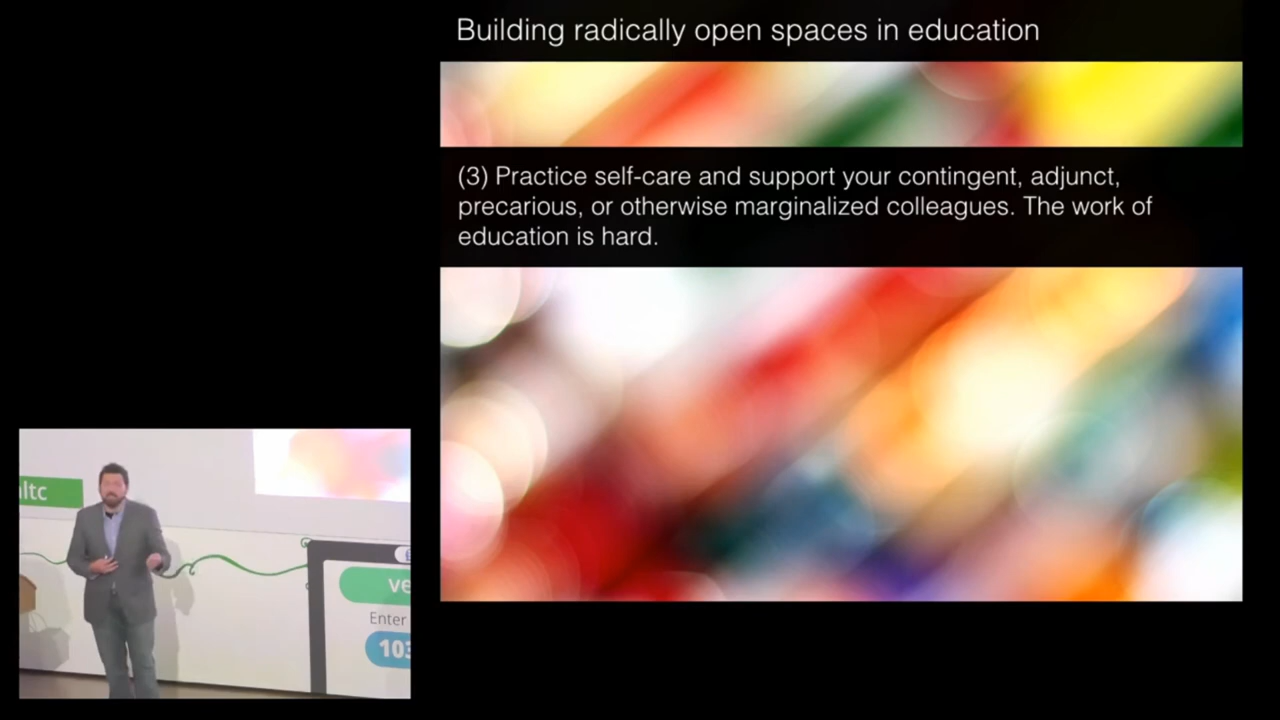 Building radically open spaces in education
(3) Practice self-care and support your contingent, adjunct,
precarious, or otherwise marginalized colleagues. The work of
education is hard.
ltc
ve
Enter
103